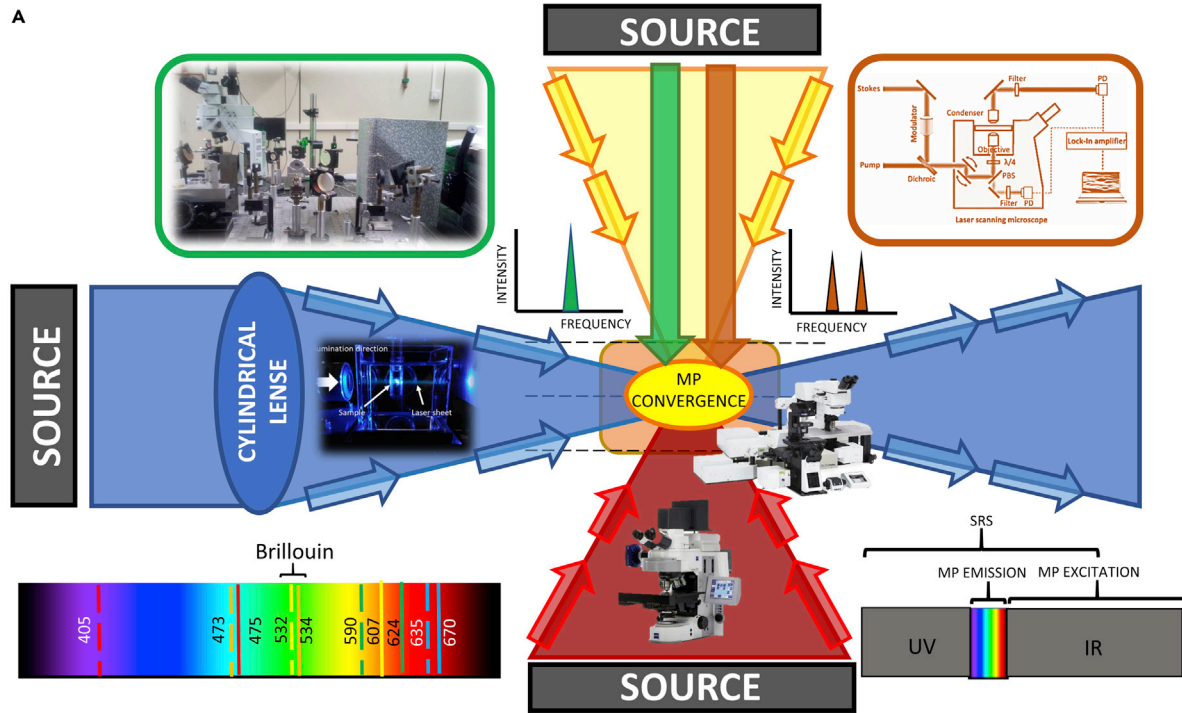 A
SOURCE
Stokes
Filter
PD
Condenser
Modulator
Objective
λ/4
Lock-In amplifier
Pump
PBS
Dichroic
Filter
PD
Laser scanning microscope
INTENSITY
FREQUENCY
INTENSITY
FREQUENCY
SOURCE
CYLINDRICAL
LENSE
umination direction
Sample
Laser sheet
MP
CONVERGENCE
Brillouin
405
473
475
532
534
590
607
624
635
670
SOURCE
SRS
MP EMISSION
MP EXCITATION
UV
IR